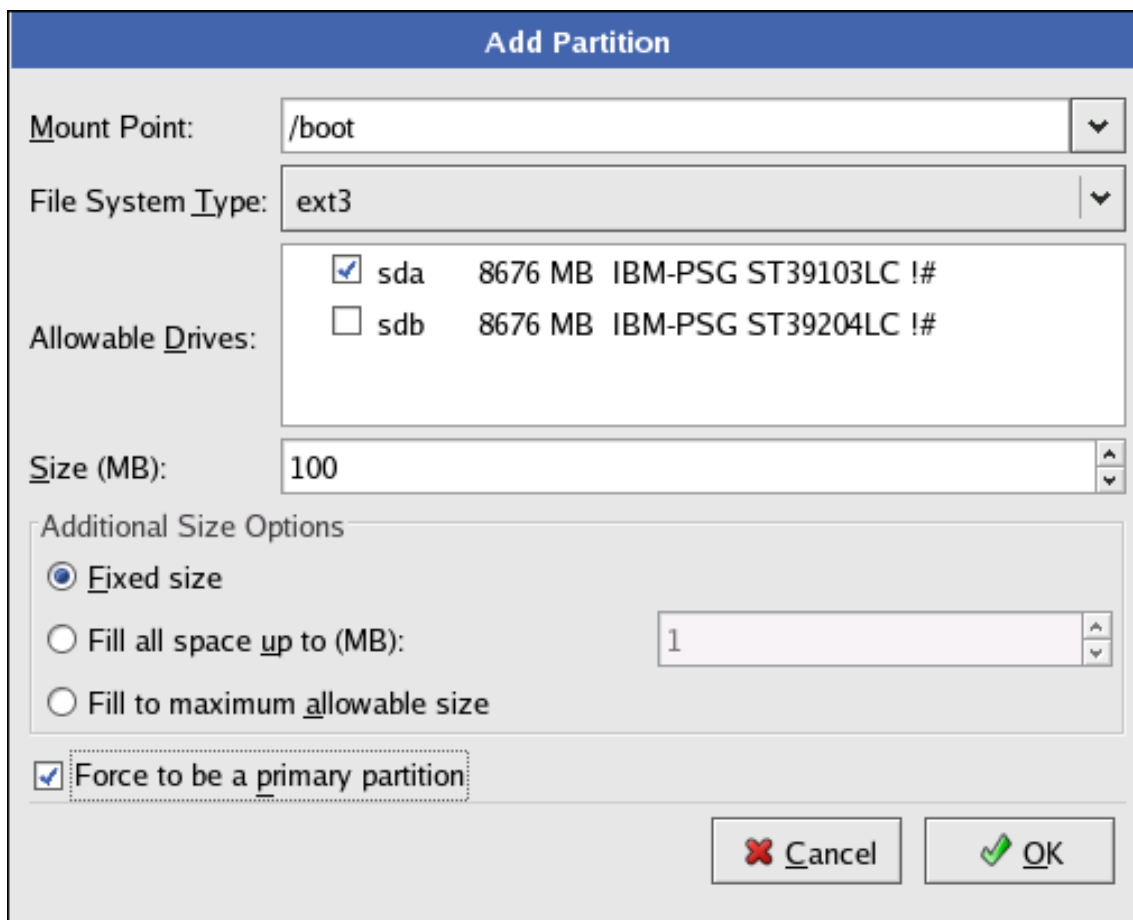 Add Partition
Mount Point: /boot
File System Type: ext3
sda 8676 MB IBM-PSG ST39103LC !#
Allowable Drives:
sdb 8676 MB IBM-PSG ST39204LC !#
Size (MB): 100
Additional Size Options
Fixed size
Fill all space up to (MB): 1
Fill to maximum allowable size
Force to be a primary partition
Cancel OK